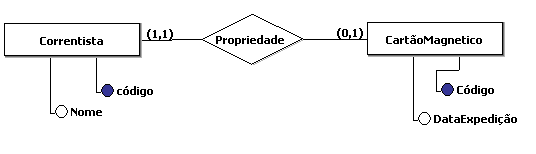 Correntista
(1,1)
Propriedade
(0,1)
CartãoMagnetico
código
Nome
Código
DataExpedição